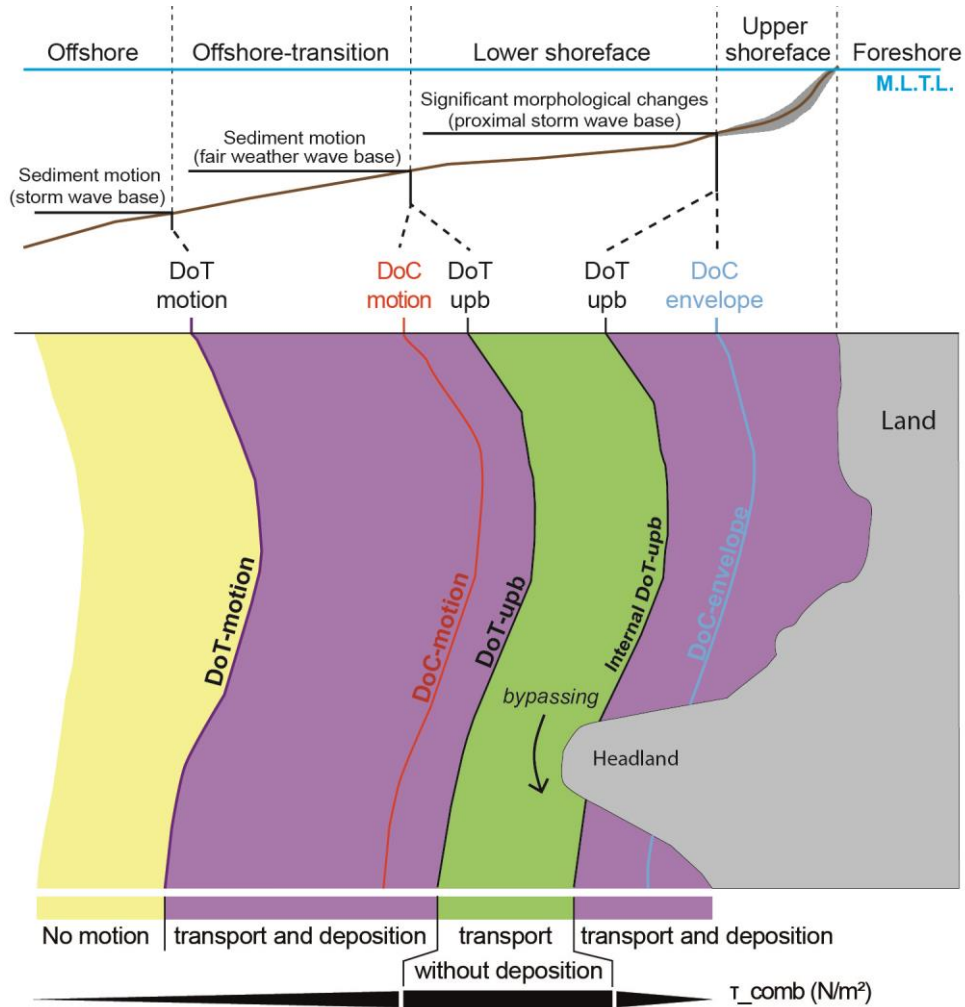 Offshore
Offshore-transition
Lower shoreface
Upper
shoreface
Foreshore
M.L.T.L.
Significant morphological changes
(proximal storm wave base)
Sediment motion
(fair weather wave base)
Sediment motion
(storm wave base)
DoT
motion
DoC
motion
DoT
upb
DoT
upb
DoC
envelope
Land
DoT-motion
DoC-motion
DoT-upb
Internal DoT-upb
DoC-envelope
bypassing
Headland
No motion
transport and deposition
transport
transport and deposition
without deposition
τ_comb (N/m²)